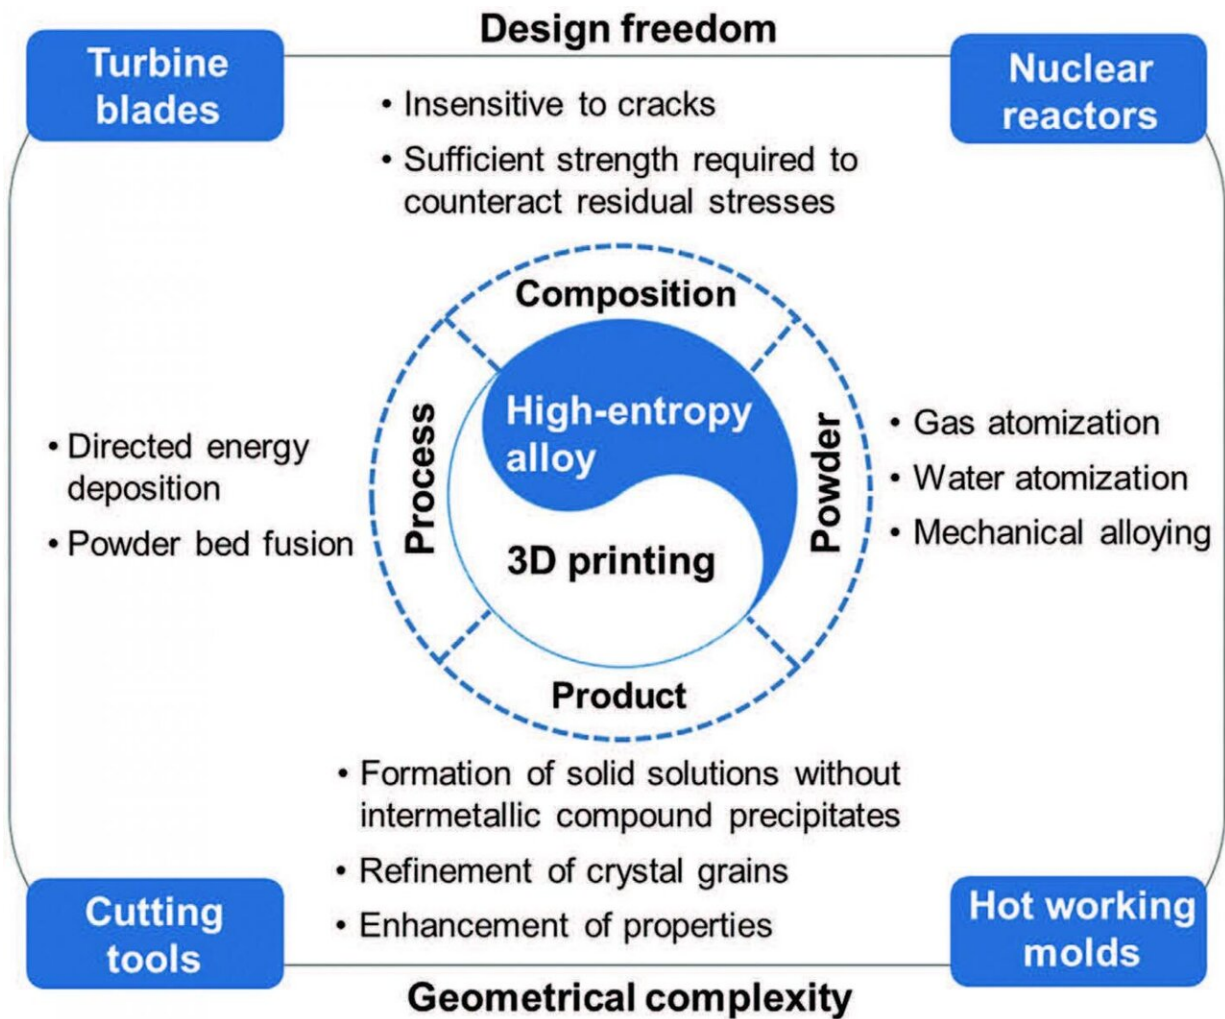 Design freedom
Turbine
blades
Nuclear
reactors
• Insensitive to cracks
• Sufficient strength required to
counteract residual stresses
Composition
Process
High-entropy
alloy
3D printing
Powder
Product
• Directed energy
deposition
• Powder bed fusion
• Gas atomization
• Water atomization
• Mechanical alloying
• Formation of solid solutions without
intermetallic compound precipitates
• Refinement of crystal grains
• Enhancement of properties
Cutting
tools
Hot working
molds
Geometrical complexity